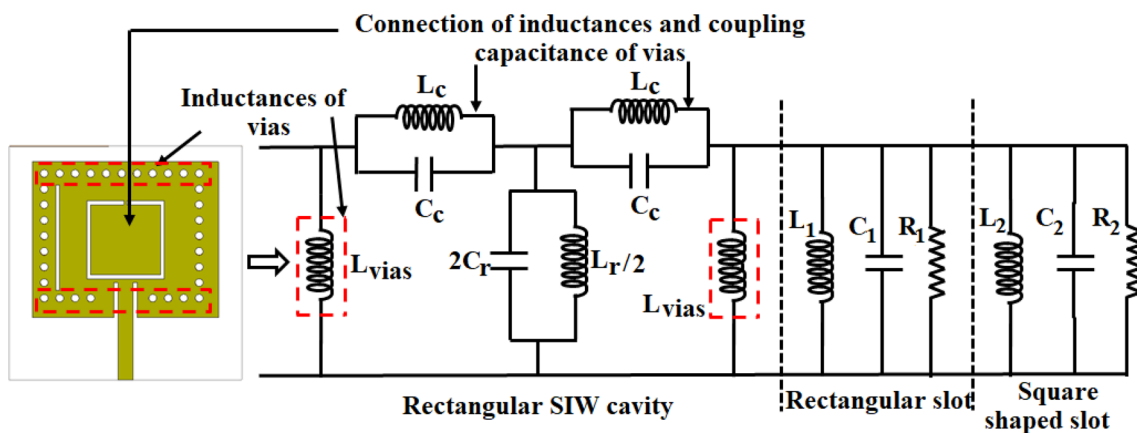 Connection of inductances and coupling
capacitance of vias
Inductances of
vias
Lc
Lc
Cc
Cc
Lvias
2Cr
Lr/2
Lvias
L1
C1
R1
L2
C2
R2
Rectangular SIW cavity
Rectangular slot
Square
shaped slot